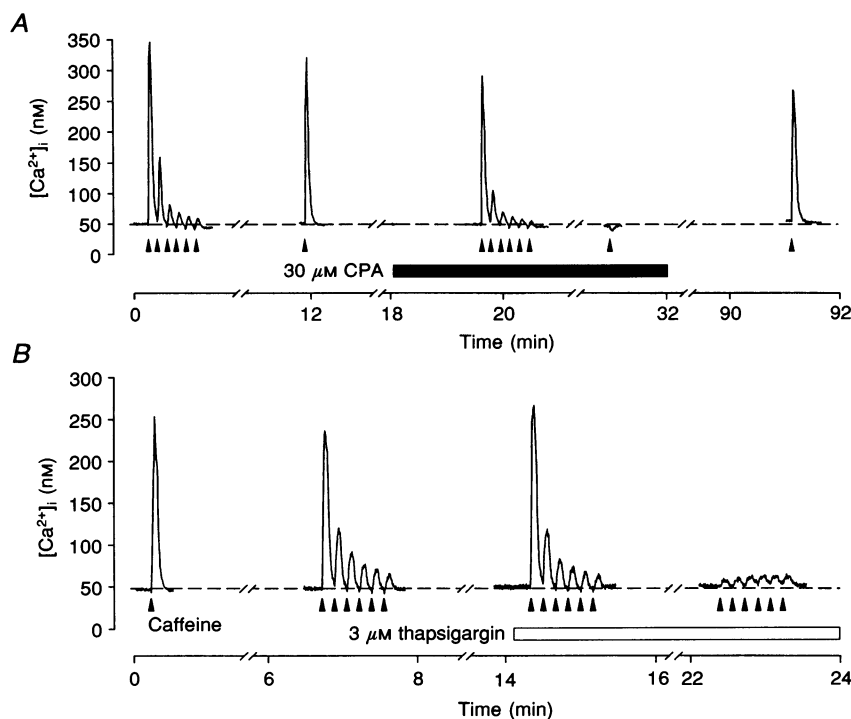 A
350
300
250
200
150
100
50
0
[Ca²⁺]ᵢ (nM)
30 μM CPA
0 12 18 20 32 90 92
Time (min)
B
300
250
200
150
100
50
0
[Ca²⁺]ᵢ (nM)
Caffeine
3 μM thapsigargin
0 6 8 14 16 22 24
Time (min)